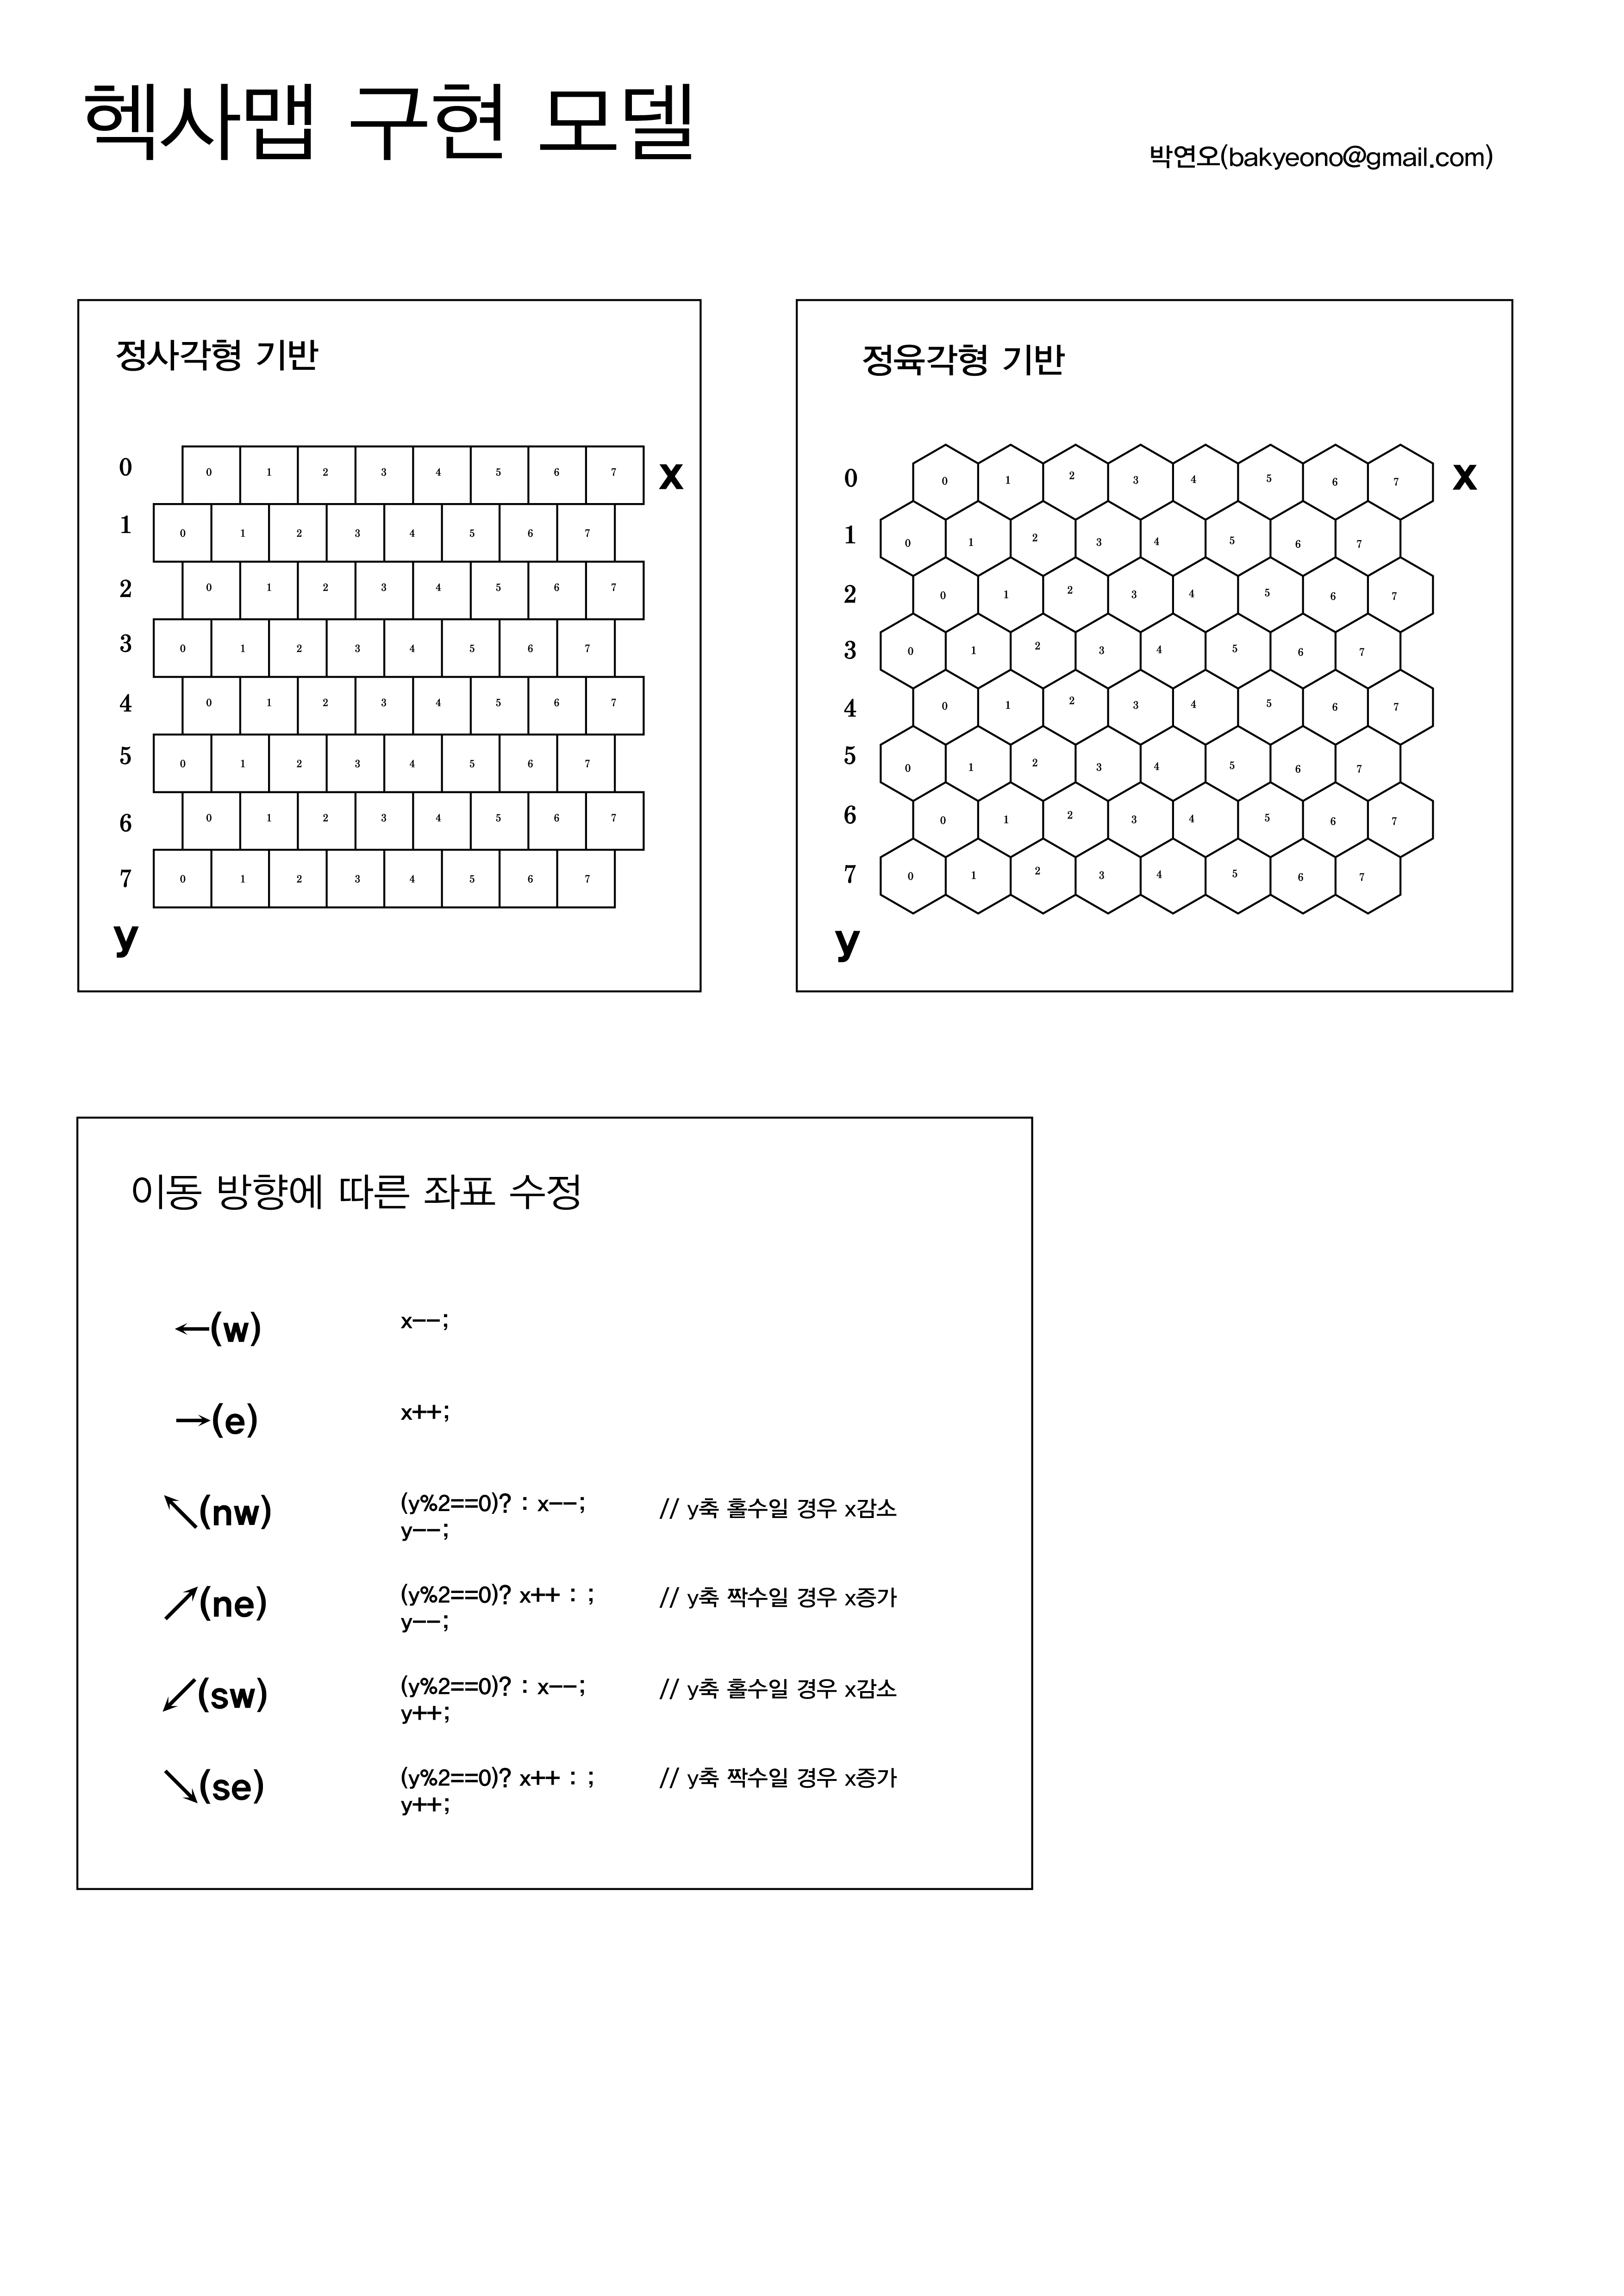 헥사맵 구현 모델
박연오(bakyeono@gmail.com)
정사각형 기반
0 0 1 2 3 4 5 6 7 x
1 0 1 2 3 4 5 6 7
2 0 1 2 3 4 5 6 7
3 0 1 2 3 4 5 6 7
4 0 1 2 3 4 5 6 7
5 0 1 2 3 4 5 6 7
6 0 1 2 3 4 5 6 7
7 0 1 2 3 4 5 6 7
y
정육각형 기반
0 0 1 2 3 4 5 6 7 x
1 0 1 2 3 4 5 6 7
2 0 1 2 3 4 5 6 7
3 0 1 2 3 4 5 6 7
4 0 1 2 3 4 5 6 7
5 0 1 2 3 4 5 6 7
6 0 1 2 3 4 5 6 7
7 0 1 2 3 4 5 6 7
y
이동 방향에 따른 좌표 수정
←(w) x--;
→(e) x++;
↖(nw) (y%2==0)? : x--; // y축 홀수일 경우 x감소
y--;
↗(ne) (y%2==0)? x++ : ; // y축 짝수일 경우 x증가
y--;
↙(sw) (y%2==0)? : x--; // y축 홀수일 경우 x감소
y++;
↘(se) (y%2==0)? x++ : ; // y축 짝수일 경우 x증가
y++;